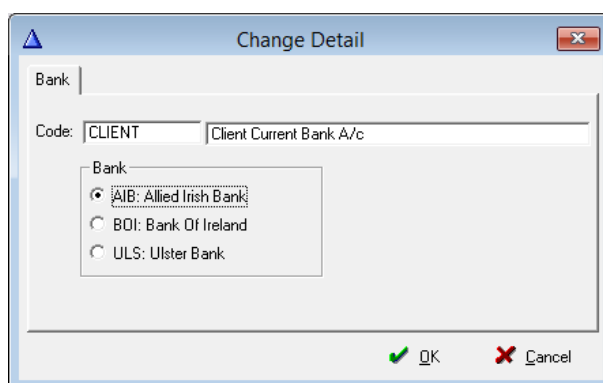 Change Detail
Bank
Code: CLIENT Client Current Bank A/c
Bank
AIB: Allied Irish Bank
BOI: Bank Of Ireland
ULS: Ulster Bank
OK Cancel